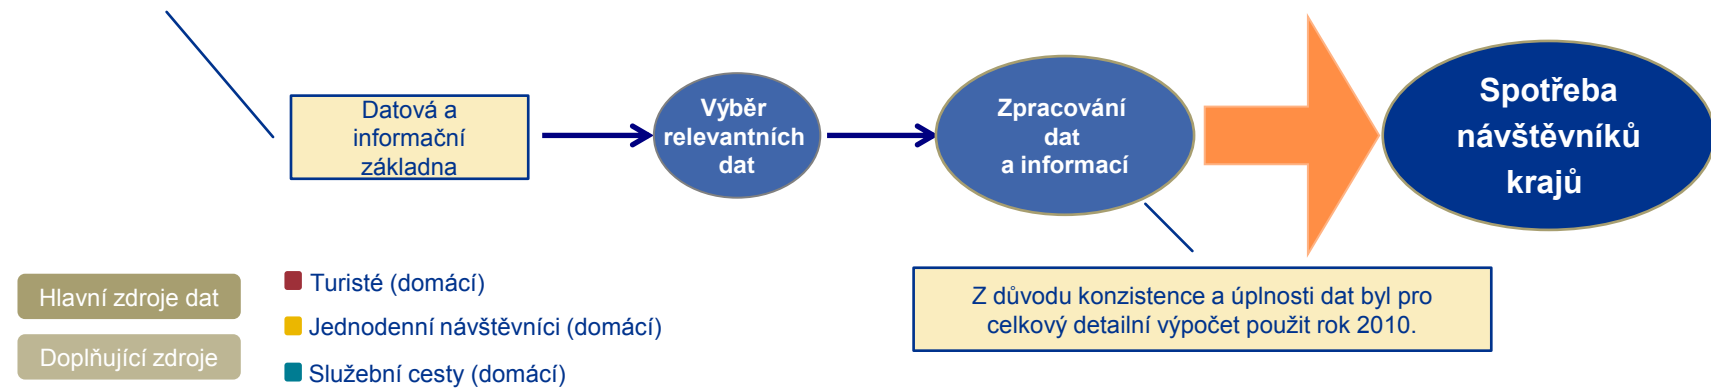 Datová a
informační
základna
Výběr
relevantních
dat
Zpracování
dat
a informací
Spotřeba
návštěvníků
krajů
Hlavní zdroje dat
Doplňující zdroje
Turisté (domácí)
Jednodenní návštěvníci (domácí)
Služební cesty (domácí)
Z důvodu konzistence a úplnosti dat byl pro
celkový detailní výpočet použit rok 2010.